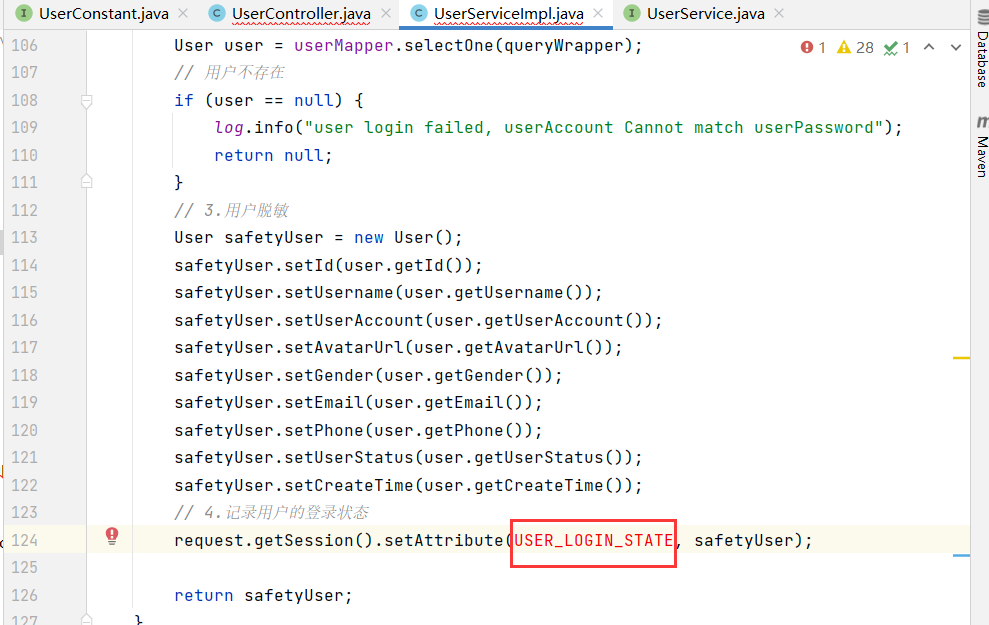 UserConstant.java UserController.java UserServiceImpl.java UserService.java
106 User user = userMapper.selectOne(queryWrapper); 1 28 1
107 // 用户不存在
108 if (user == null) {
109 log.info("user login failed, userAccount Cannot match userPassword");
110 return null;
111 }
112 // 3.用户脱敏
113 User safetyUser = new User();
114 safetyUser.setId(user.getId());
115 safetyUser.setUsername(user.getUsername());
116 safetyUser.setUserAccount(user.getUserAccount());
117 safetyUser.setAvatarUrl(user.getAvatarUrl());
118 safetyUser.setGender(user.getGender());
119 safetyUser.setEmail(user.getEmail());
120 safetyUser.setPhone(user.getPhone());
121 safetyUser.setUserStatus(user.getUserStatus());
122 safetyUser.setCreateTime(user.getCreateTime());
123 // 4.记录用户的登录状态
124 request.getSession().setAttribute(USER_LOGIN_STATE, safetyUser);
125
126 return safetyUser;
127 }
Database
m Maven